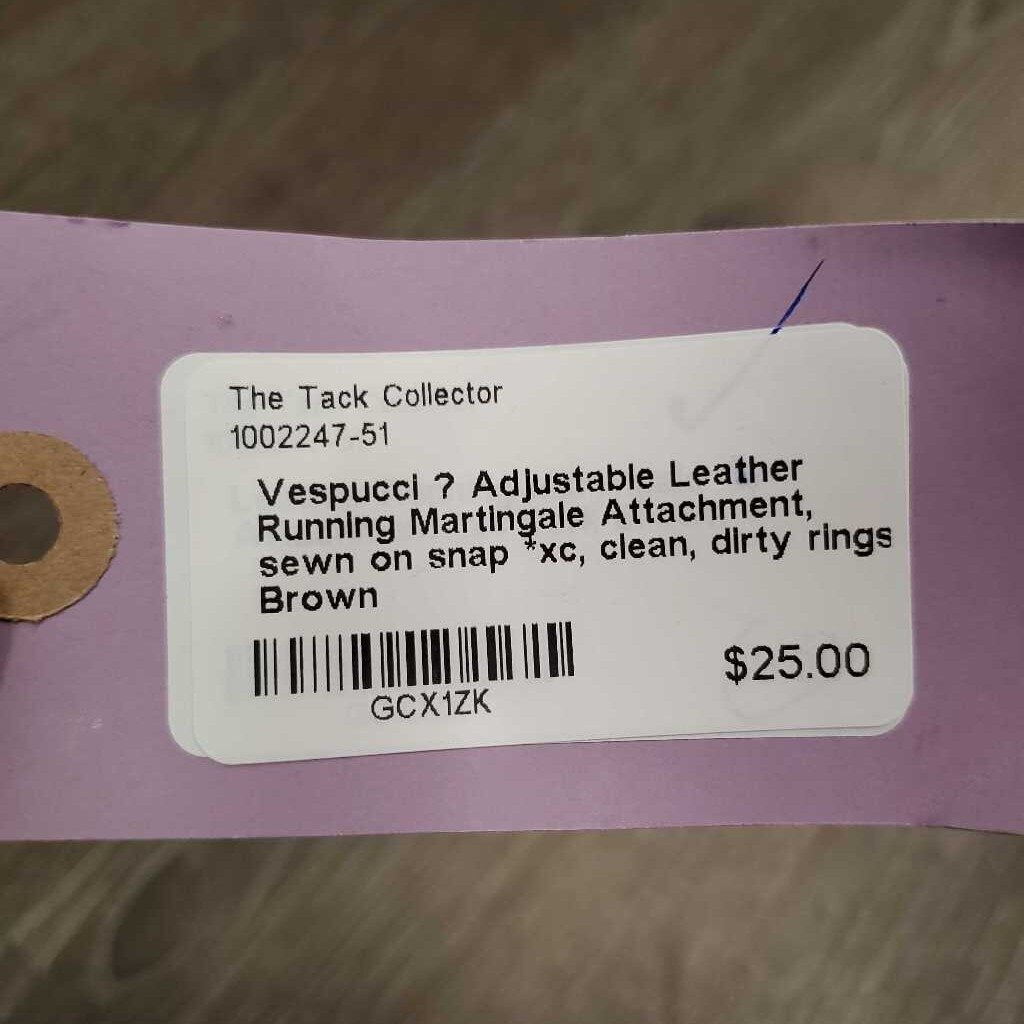 The Tack Collector
1002247-51
Vespucci ? Adjustable Leather
Running Martingale Attachment,
sewn on snap *xc, clean, dirty rings
Brown
GCX1ZK
$25.00